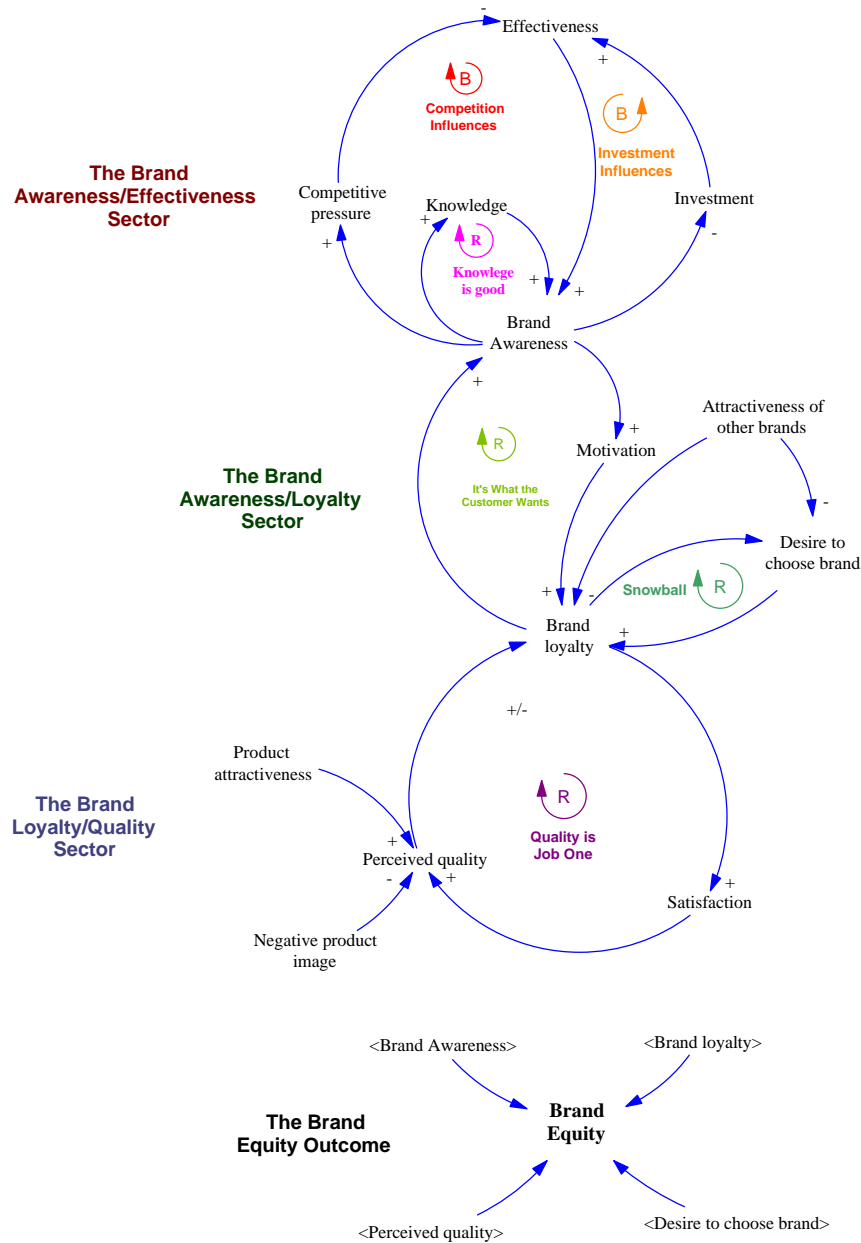 -
Effectiveness
+
B
Competition
Influences
B
Investment
Influences
The Brand
Awareness/Effectiveness
Sector
Competitive
pressure
+
Knowledge
+
R
Knowlege
is good
+
+
Investment
-
Brand
Awareness
+
+
Motivation
Attractiveness of
other brands
-
R
It's What the
Customer Wants
The Brand
Awareness/Loyalty
Sector
Desire to
choose brand
Snowball
R
+
-
+
Brand
loyalty
+/-
Product
attractiveness
The Brand
Loyalty/Quality
Sector
R
Quality is
Job One
+
Perceived quality
-
+
+
Satisfaction
Negative product
image
<Brand Awareness>
<Brand loyalty>
The Brand
Equity Outcome
Brand
Equity
<Perceived quality>
<Desire to choose brand>